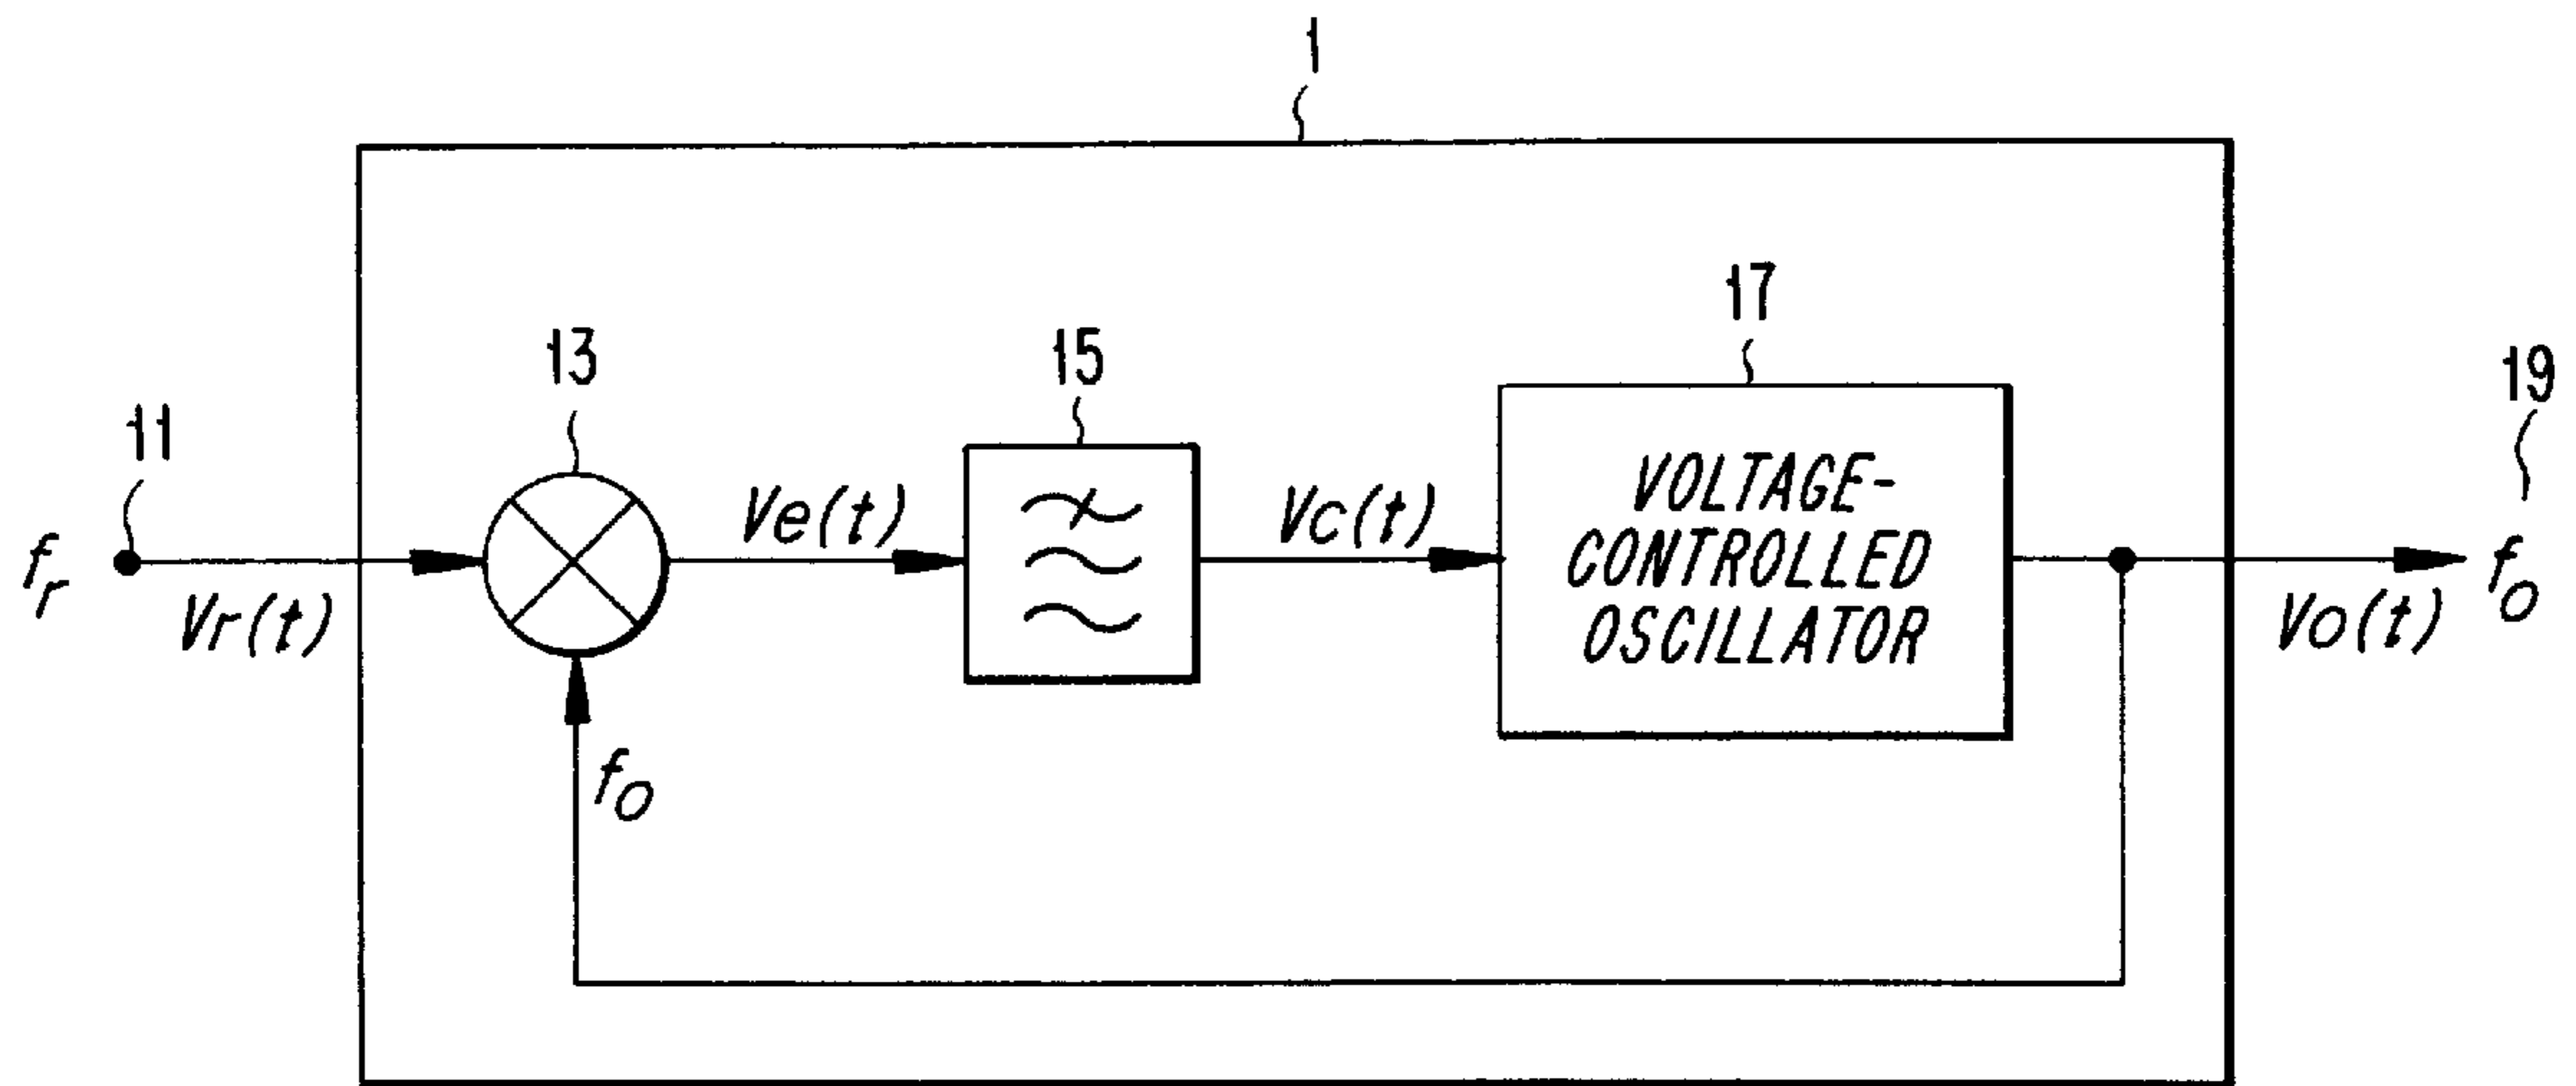 1
17
13
15
19
11
VOLTAGE-
CONTROLLED
OSCILLATOR
Ve(t)
Vc(t)
fr
fo
Vr(t)
Vo(t)
fo